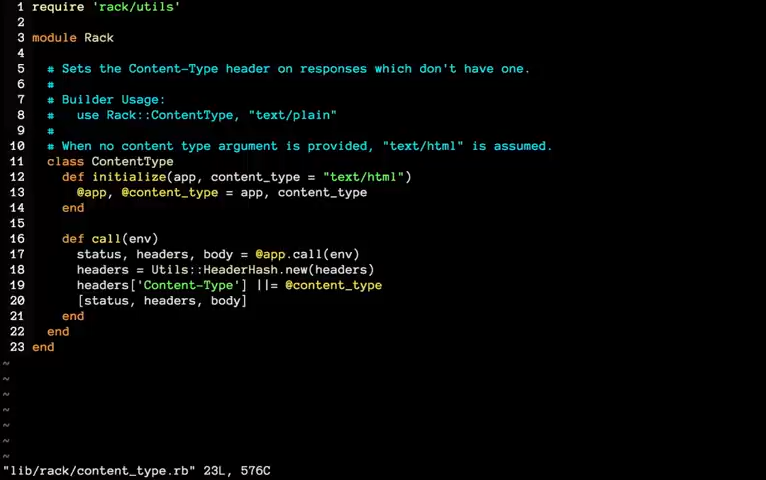 1 require 'rack/utils'
2
3 module Rack
4
5   # Sets the Content-Type header on responses which don't have one.
6   #
7   # Builder Usage:
8   #   use Rack::ContentType, "text/plain"
9   #
10   # When no content type argument is provided, "text/html" is assumed.
11   class ContentType
12     def initialize(app, content_type = "text/html")
13       @app, @content_type = app, content_type
14     end
15
16     def call(env)
17       status, headers, body = @app.call(env)
18       headers = Utils::HeaderHash.new(headers)
19       headers['Content-Type'] ||= @content_type
20       [status, headers, body]
21     end
22   end
23 end
~
~
~
~
~
~
~
"lib/rack/content_type.rb" 23L, 576C